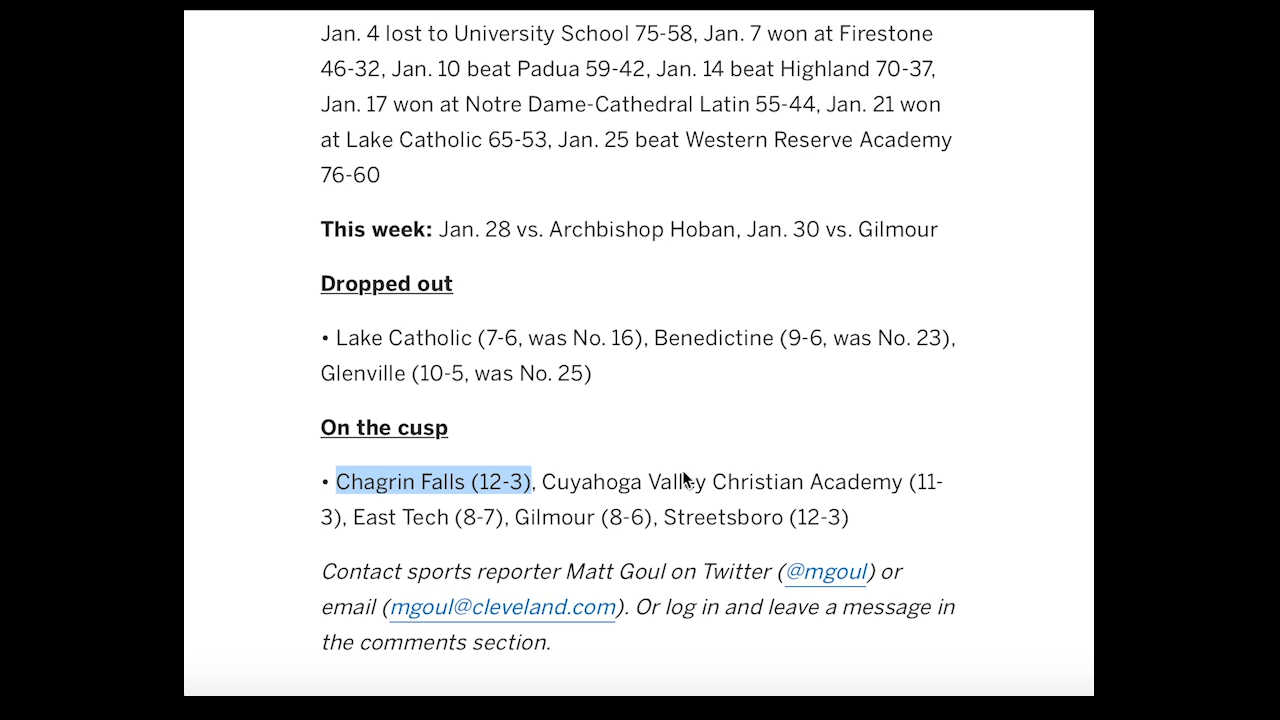 Jan. 4 lost to University School 75-58, Jan. 7 won at Firestone
46-32, Jan. 10 beat Padua 59-42, Jan. 14 beat Highland 70-37,
Jan. 17 won at Notre Dame-Cathedral Latin 55-44, Jan. 21 won
at Lake Catholic 65-53, Jan. 25 beat Western Reserve Academy
76-60
This week: Jan. 28 vs. Archbishop Hoban, Jan. 30 vs. Gilmour
Dropped out
• Lake Catholic (7-6, was No. 16), Benedictine (9-6, was No. 23),
Glenville (10-5, was No. 25)
On the cusp
• Chagrin Falls (12-3), Cuyahoga Valley Christian Academy (11-
3), East Tech (8-7), Gilmour (8-6), Streetsboro (12-3)
Contact sports reporter Matt Goul on Twitter (@mgoul) or
email (mgoul@cleveland.com). Or log in and leave a message in
the comments section.